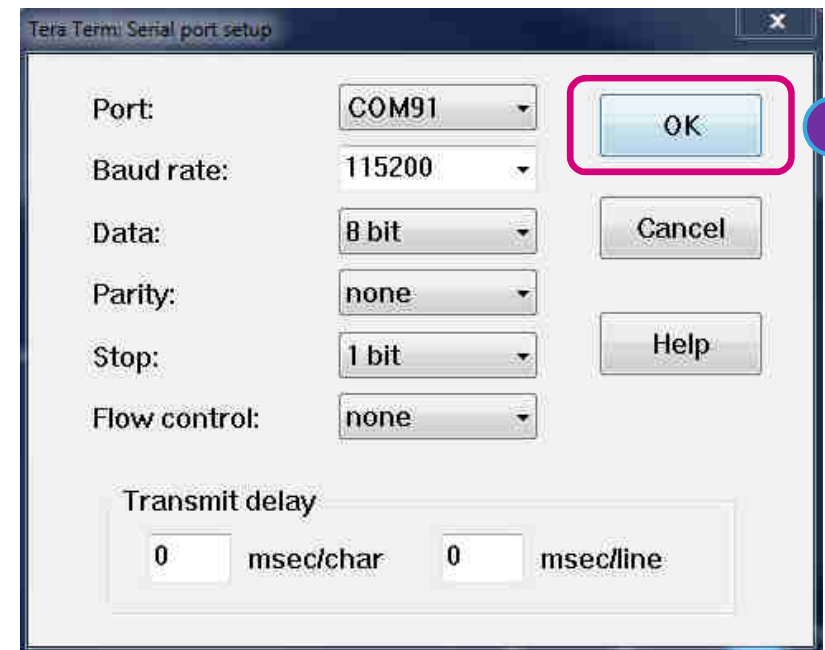 Tera Term: Serial port setup
Port: COM91 OK
Baud rate: 115200
Data: 8 bit Cancel
Parity: none
Stop: 1 bit Help
Flow control: none
Transmit delay
0 msec/char 0 msec/line